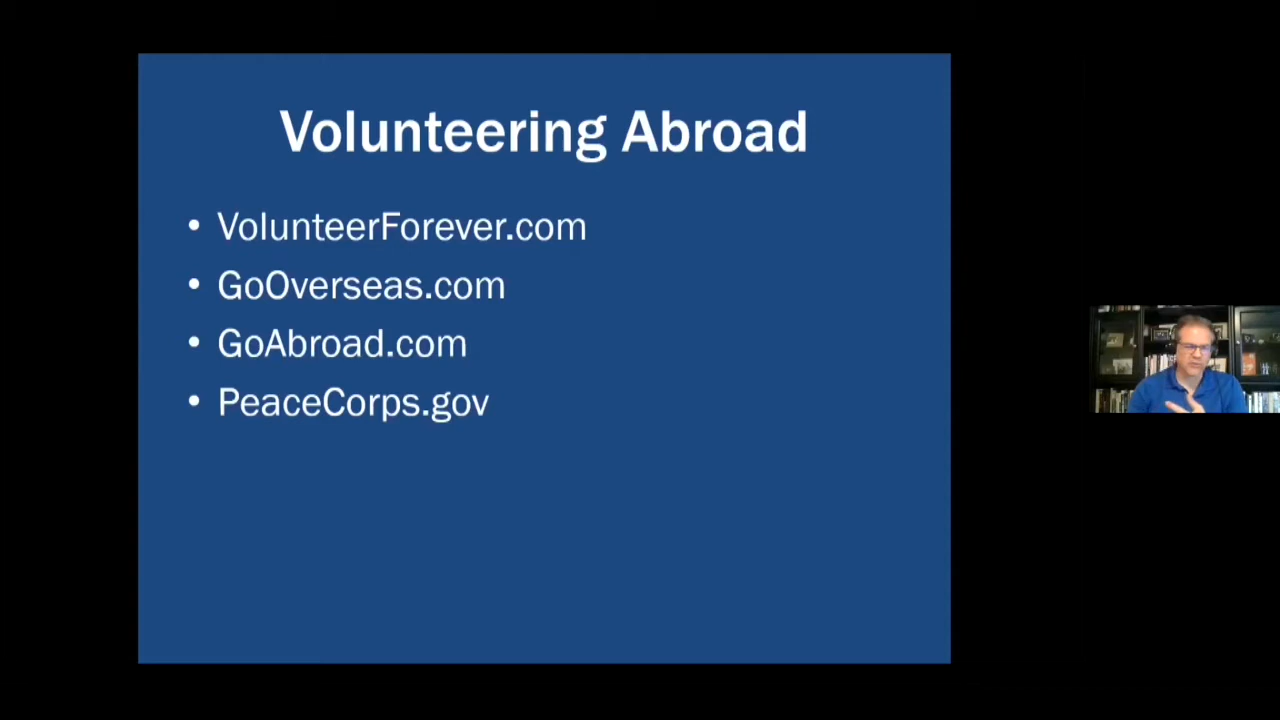 Volunteering Abroad
• VolunteerForever.com
• GoOverseas.com
• GoAbroad.com
• PeaceCorps.gov